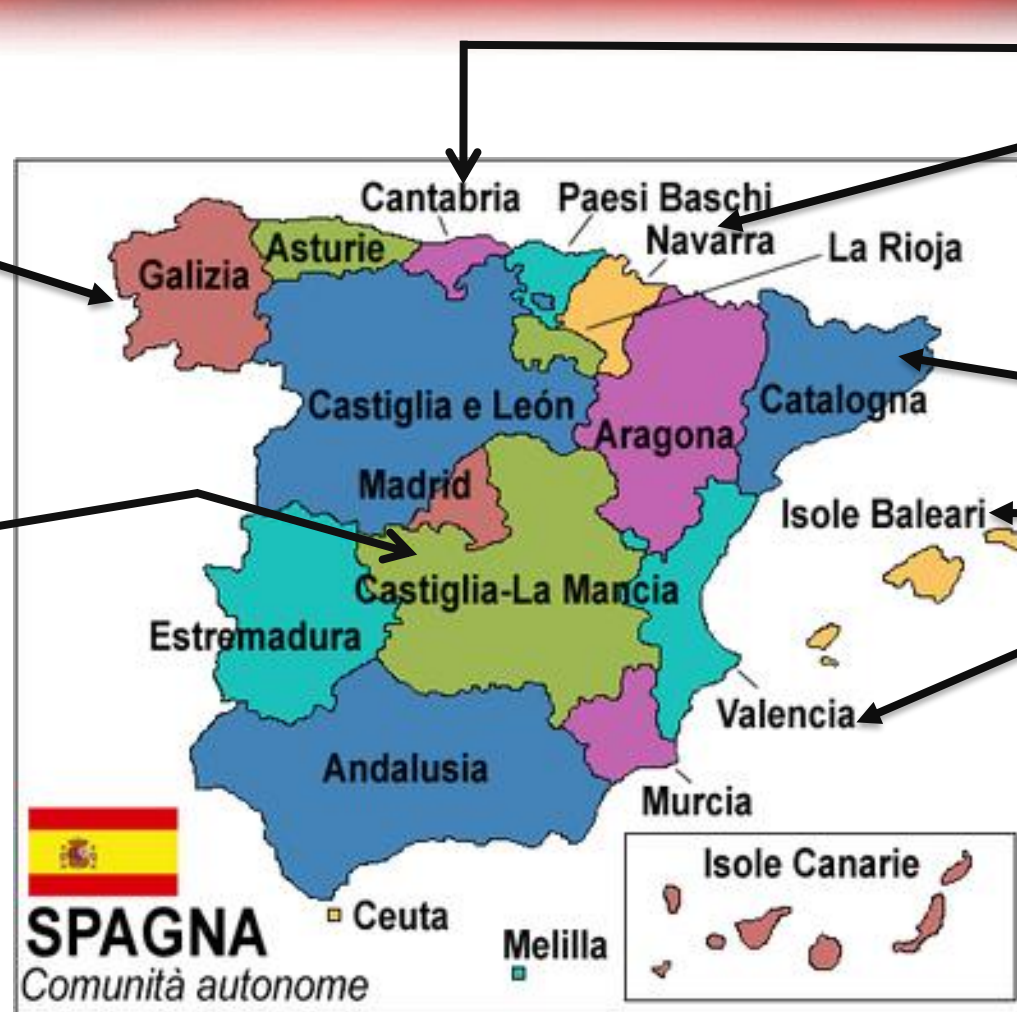 Cantabria
Paesi Baschi
Navarra
La Rioja
Asturie
Galizia
Castiglia e León
Catalogna
Aragona
Madrid
Isole Baleari
Castiglia-La Mancia
Estremadura
Valencia
Andalusia
Murcia
Isole Canarie
Ceuta
SPAGNA
Melilla
Comunità autonome